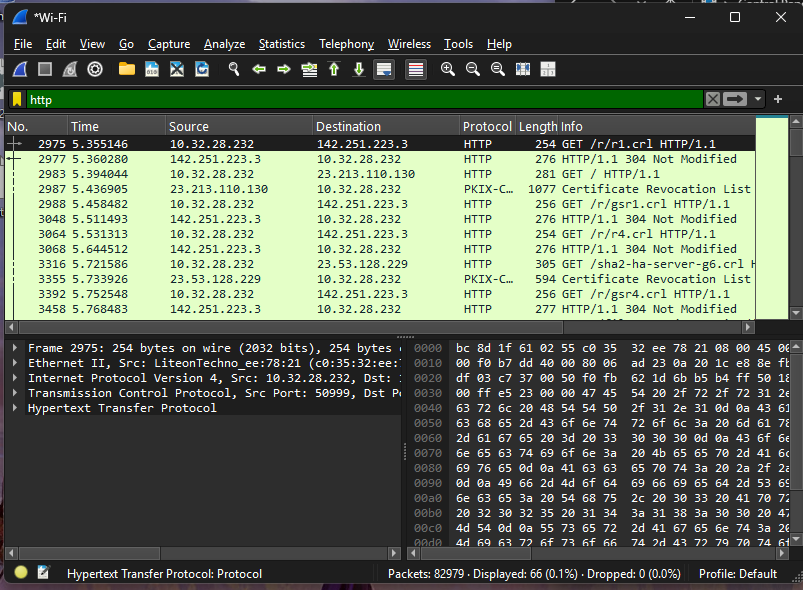 *Wi-Fi
File Edit View Go Capture Analyze Statistics Telephony Wireless Tools Help
http
No. Time Source Destination Protocol Length Info
2975 5.355146 10.32.28.232 142.251.223.3 HTTP 254 GET /r/r1.crl HTTP/1.1
2977 5.360280 142.251.223.3 10.32.28.232 HTTP 276 HTTP/1.1 304 Not Modified
2983 5.394044 10.32.28.232 23.213.110.130 HTTP 281 GET / HTTP/1.1
2987 5.436905 23.213.110.130 10.32.28.232 PKIX-C… 1077 Certificate Revocation List
2988 5.458482 10.32.28.232 142.251.223.3 HTTP 256 GET /r/gsr1.crl HTTP/1.1
3048 5.511493 142.251.223.3 10.32.28.232 HTTP 276 HTTP/1.1 304 Not Modified
3064 5.531313 10.32.28.232 142.251.223.3 HTTP 254 GET /r/r4.crl HTTP/1.1
3068 5.644512 142.251.223.3 10.32.28.232 HTTP 276 HTTP/1.1 304 Not Modified
3316 5.721586 10.32.28.232 23.53.128.229 HTTP 305 GET /sha2-ha-server-g6.crl
3355 5.733926 23.53.128.229 10.32.28.232 PKIX-C… 594 Certificate Revocation List
3392 5.752548 10.32.28.232 142.251.223.3 HTTP 256 GET /r/gsr4.crl HTTP/1.1
3458 5.768483 142.251.223.3 10.32.28.232 HTTP 277 HTTP/1.1 304 Not Modified
Frame 2975: 254 bytes on wire (2032 bits), 254 bytes
Ethernet II, Src: LiteonTechno_ee:78:21 (c0:35:32:ee:
Internet Protocol Version 4, Src: 10.32.28.232, Dst:
Transmission Control Protocol, Src Port: 50999, Dst
Hypertext Transfer Protocol
0000 bc 8d 1f 61 02 55 c0 35 32 ee 78 21 08 00 45 00
0010 00 f0 b7 dd 40 00 80 06 ad 23 0a 20 1c e8 8e fb
0020 df 03 c7 37 00 50 f0 fb 62 1d 6b b5 b4 ff 50 18
0030 00 ff e5 23 00 00 47 45 54 20 2f 72 2f 72 31 2e
0040 63 72 6c 20 48 54 54 50 2f 31 2e 31 0d 0a 43 61
0050 63 68 65 2d 43 6f 6e 74 72 6f 6c 3a 20 6d 61 78
0060 2d 61 67 65 20 3d 20 33 30 30 30 0d 0a 43 6f 6e
0070 6e 65 63 74 69 6f 6e 3a 20 4b 65 65 70 2d 41 6c
0080 69 76 65 0d 0a 41 63 63 65 70 74 3a 20 2a 2f 2a
0090 0d 0a 49 66 2d 4d 6f 64 69 66 69 65 64 2d 53 69
00a0 6e 63 65 3a 20 54 68 75 2c 20 30 33 20 41 70 72
00b0 20 32 30 32 35 20 31 34 3a 31 38 3a 30 30 20 47
00c0 4d 54 0d 0a 55 73 65 72 2d 41 67 65 6e 74 3a 20
00d0 4d 69 63 72 6f 73 6f 66 74 2d 43 72 79 70 74 6f
Hypertext Transfer Protocol: Protocol
Packets: 82979 · Displayed: 66 (0.1%) · Dropped: 0 (0.0%)
Profile: Default